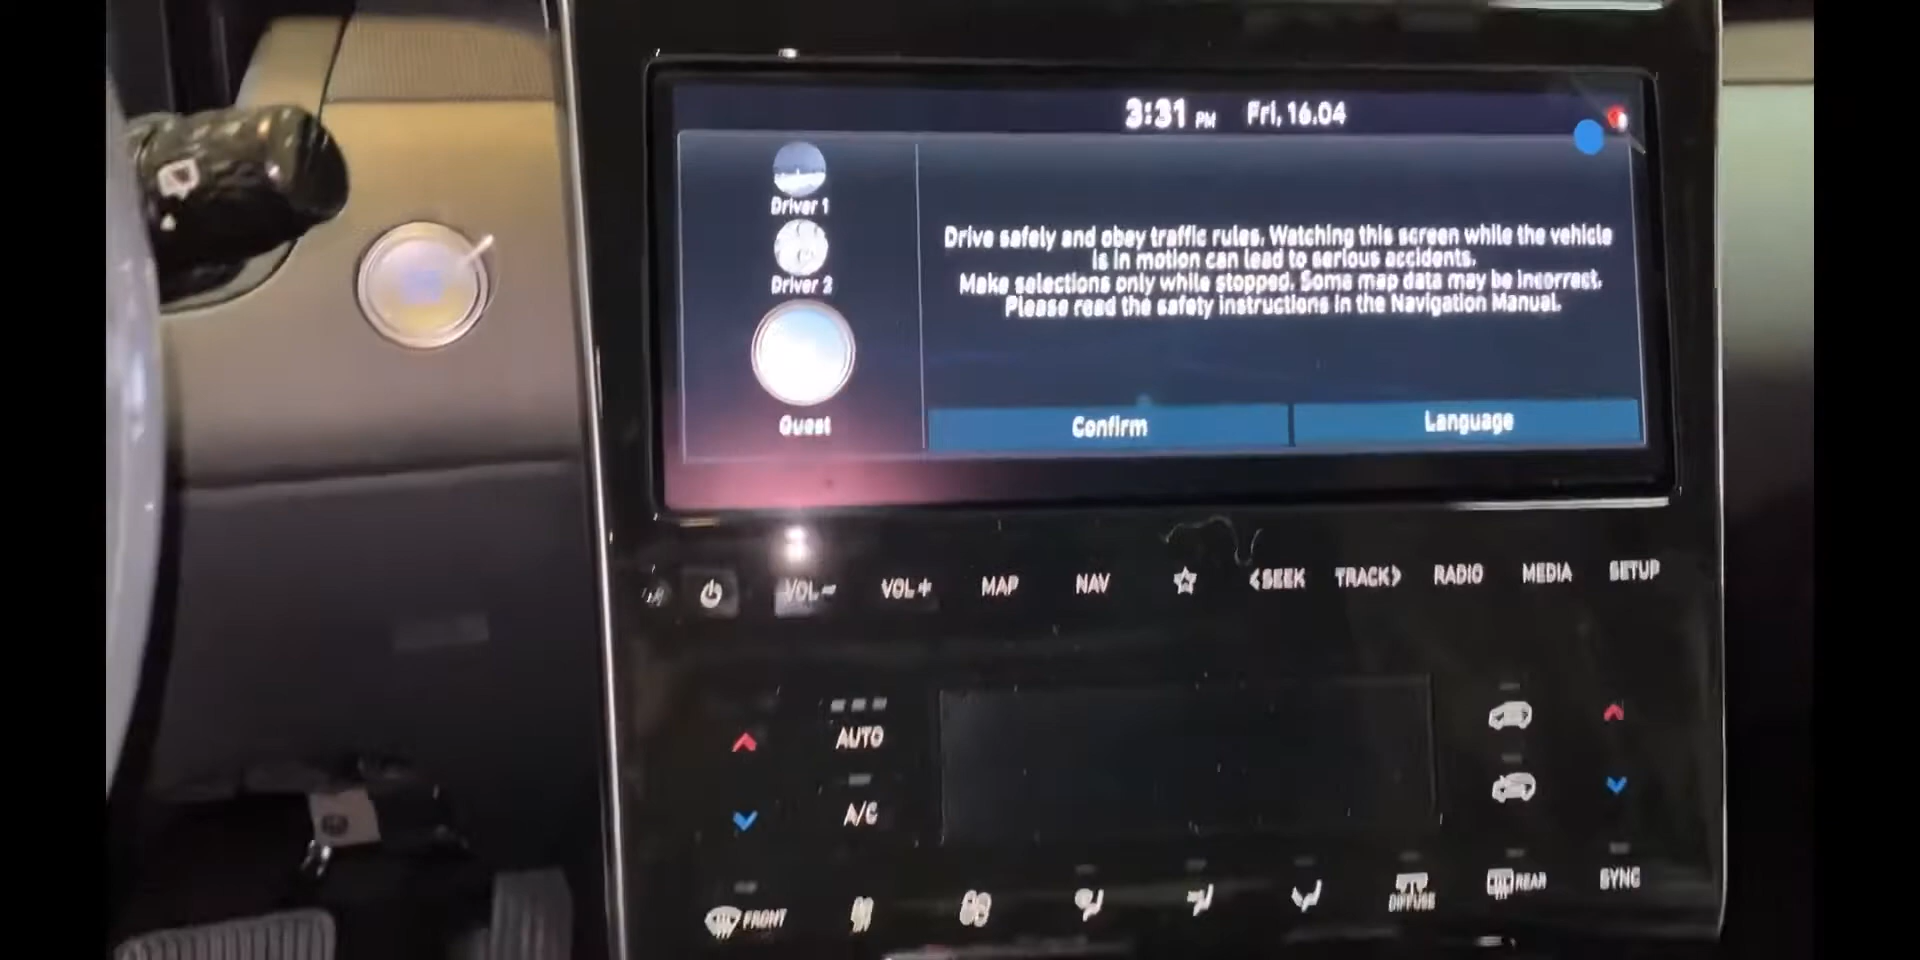 3:31 PM Fri, 16.04
Driver 1
Driver 2
Guest
Drive safely and obey traffic rules. Watching this screen while the vehicle
is in motion can lead to serious accidents.
Make selections only while stopped. Some map data may be incorrect.
Please read the safety instructions in the Navigation Manual.
Confirm
Language
VOL−
VOL+
MAP
NAV
<SEEK
TRACK>
RADIO
MEDIA
SETUP
AUTO
A/C
FRONT
DIFFUSE
REAR
SYNC